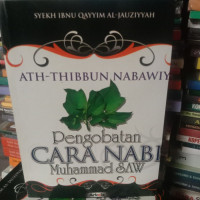 SYEKH IBNU QAYYIM AL-JAUZIYYAH
ATH-THIBBUN NABAWIY
Pengobatan
CARA NABI
Muhammad SAW